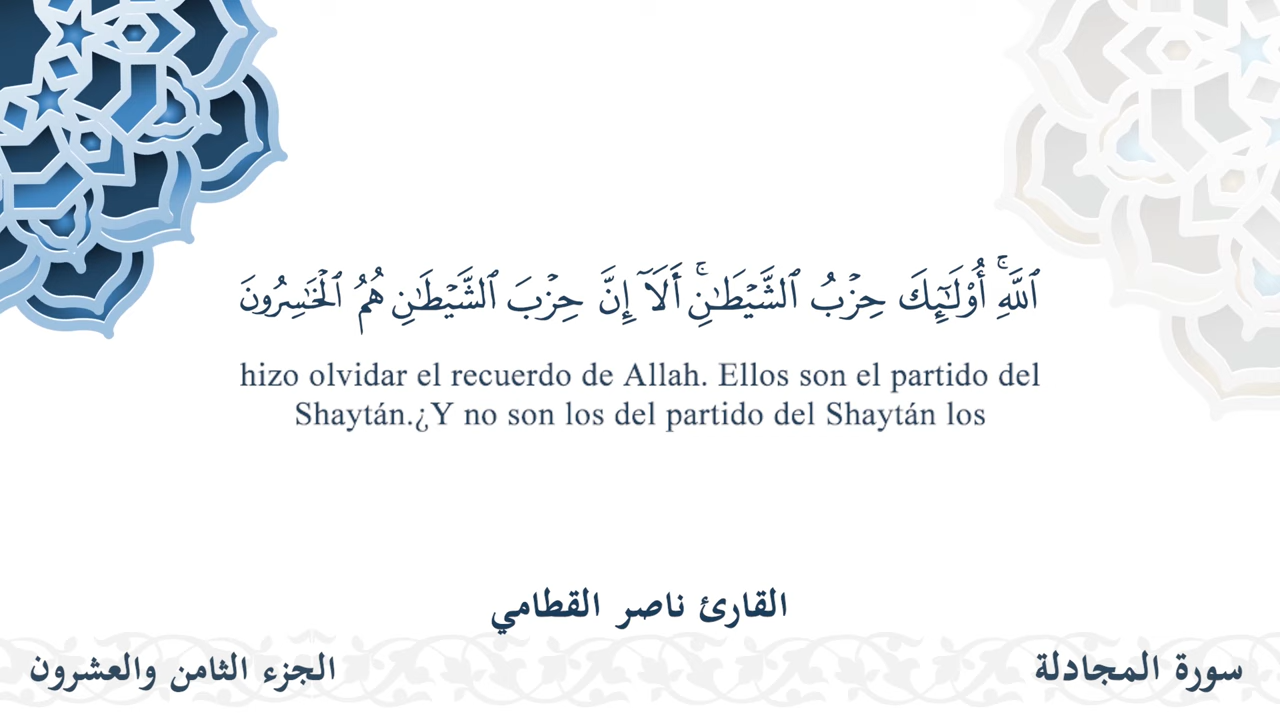 ٱللَّهِۚ أُوْلَـٰٓئِكَ حِزْبُ ٱلشَّيْطَـٰنِۚ أَلَآ إِنَّ حِزْبَ ٱلشَّيْطَـٰنِ هُمُ ٱلْخَـٰسِرُونَ
hizo olvidar el recuerdo de Allah. Ellos son el partido del
Shaytán.¿Y no son los del partido del Shaytán los
القارئ ناصر القطامي
سورة المجادلة
الجزء الثامن والعشرون